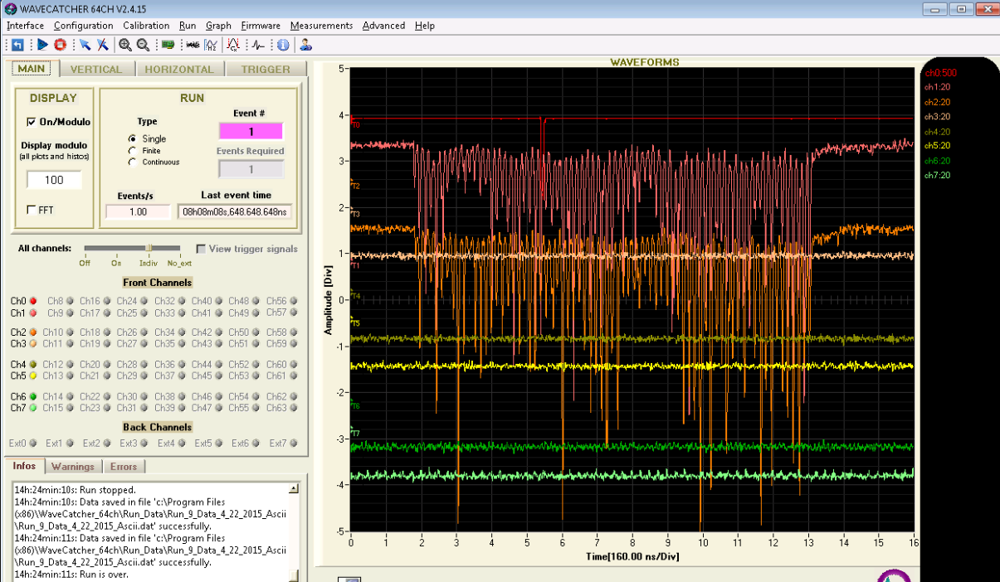 WAVECATCHER 64CH V2.4.15
Interface Configuration Calibration Run Graph Firmware Measurements Advanced Help
MAIN VERTICAL HORIZONTAL TRIGGER
DISPLAY
On/Modulo
Display modulo
(all plots and histos)
100
FFT
RUN
Type
Single
Finite
Continuous
Event #
1
Events Required
1
Events/s
1.00
Last event time
08h08m08s,648.648.648ns
All channels:
Off On Indiv No_ext
View trigger signals
Front Channels
Ch0 Ch8 Ch16 Ch24 Ch32 Ch40 Ch48 Ch56
Ch1 Ch9 Ch17 Ch25 Ch33 Ch41 Ch49 Ch57
Ch2 Ch10 Ch18 Ch26 Ch34 Ch42 Ch50 Ch58
Ch3 Ch11 Ch19 Ch27 Ch35 Ch43 Ch51 Ch59
Ch4 Ch12 Ch20 Ch28 Ch36 Ch44 Ch52 Ch60
Ch5 Ch13 Ch21 Ch29 Ch37 Ch45 Ch53 Ch61
Ch6 Ch14 Ch22 Ch30 Ch38 Ch46 Ch54 Ch62
Ch7 Ch15 Ch23 Ch31 Ch39 Ch47 Ch55 Ch63
Back Channels
Ext0 Ext1 Ext2 Ext3 Ext4 Ext5 Ext6 Ext7
Infos Warnings Errors
14h:24min:10s: Run stopped.
14h:24min:10s: Data saved in file 'c:\Program Files
(x86)\WaveCatcher_64ch\Run_Data\Run_9_Data_4_22_2015_Ascii
\Run_9_Data_4_22_2015_Ascii.dat' successfully.
14h:24min:11s: Data saved in file 'c:\Program Files
(x86)\WaveCatcher_64ch\Run_Data\Run_9_Data_4_22_2015_Ascii
\Run_9_Data_4_22_2015_Ascii.dat' successfully.
14h:24min:11s: Run is over.
WAVEFORMS
5
4
3
2
1
0
-1
-2
-3
-4
-5
Amplitude [Div]
T0
T2
T3
T1
T4
T5
T6
T7
0 1 2 3 4 5 6 7 8 9 10 11 12 13 14 15 16
Time[160.00 ns/Div]
ch0:500
ch1:20
ch2:20
ch3:20
ch4:20
ch5:20
ch6:20
ch7:20